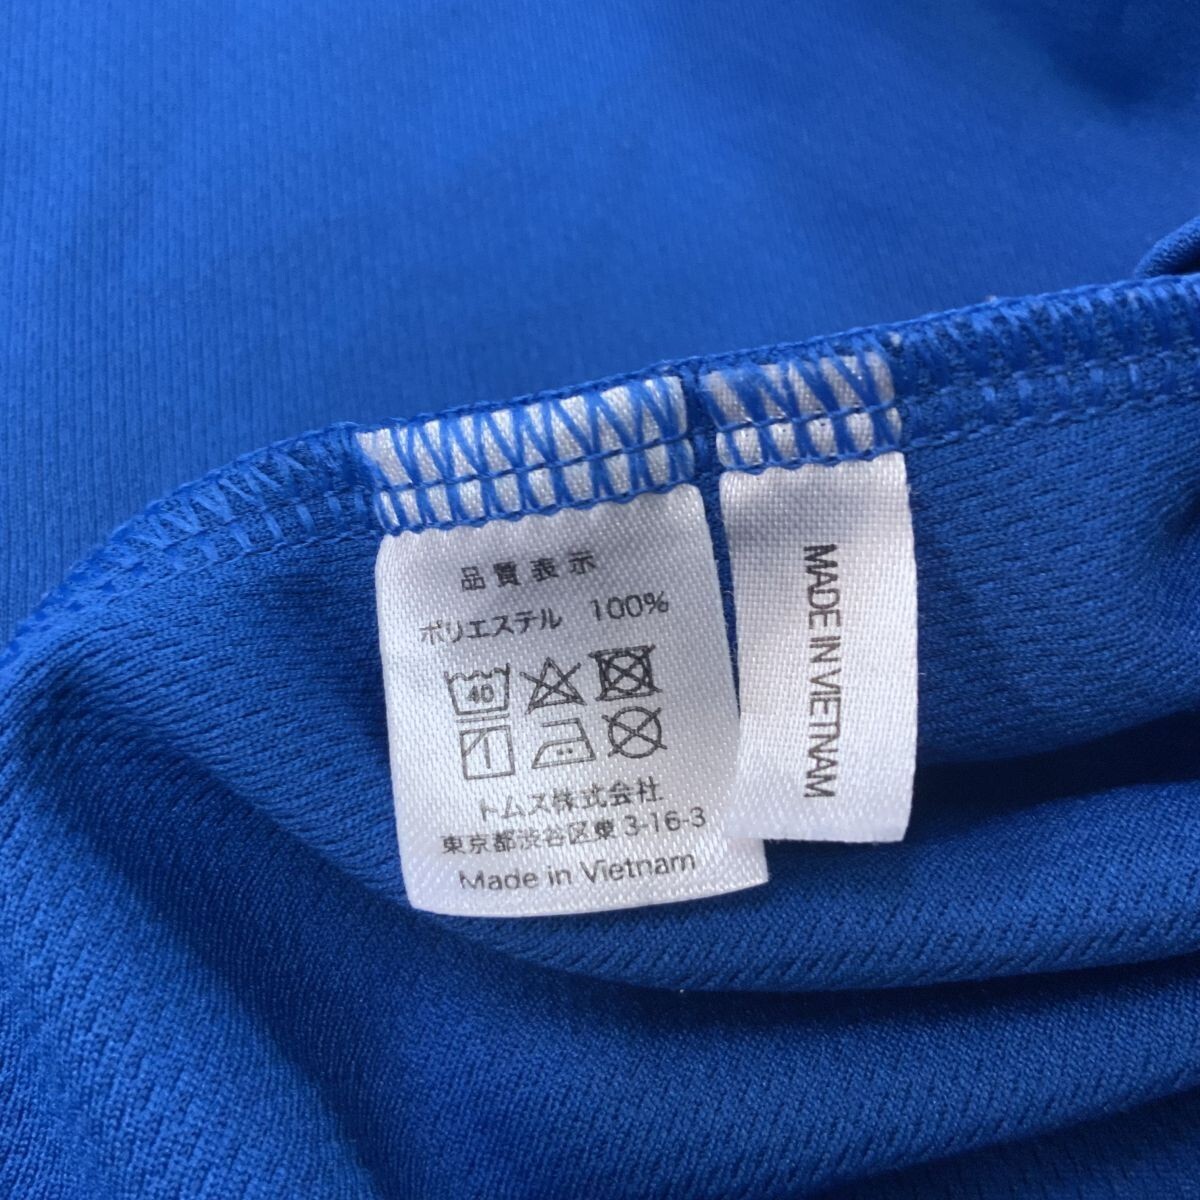 品質表示
ポリエステル 100%
40
トムス株式会社
東京都渋谷区東 3-16-3
Made in Vietnam
MADE IN VIETNAM